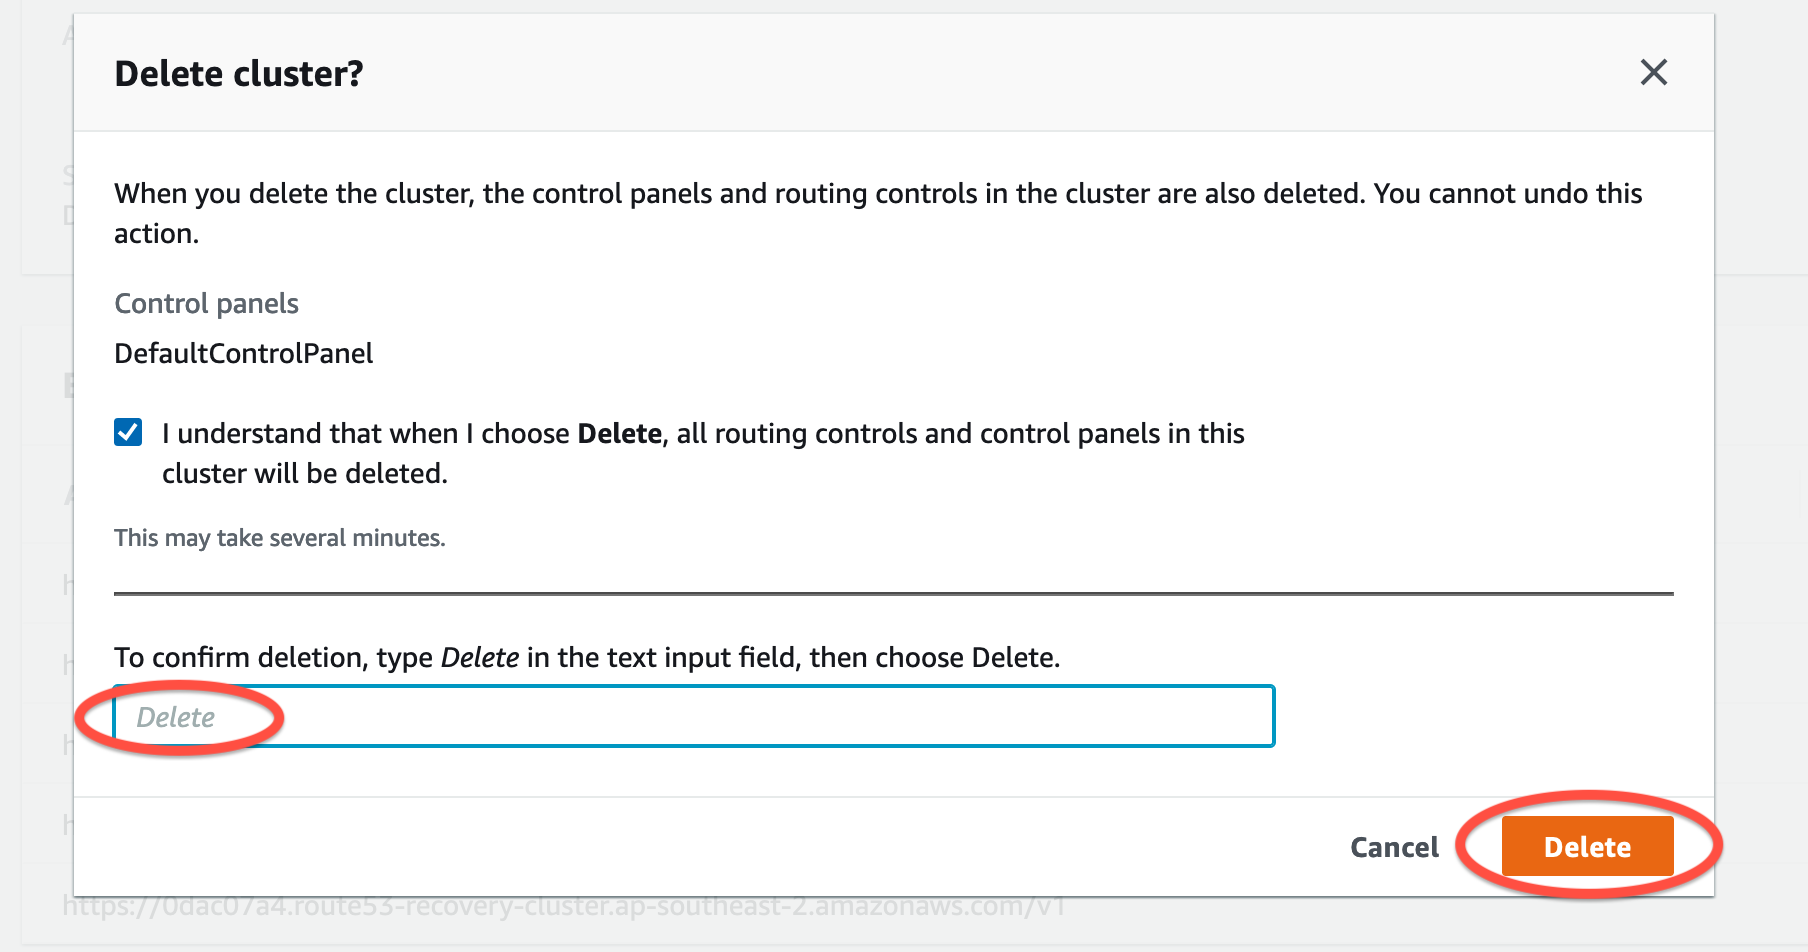 Delete cluster?
When you delete the cluster, the control panels and routing controls in the cluster are also deleted. You cannot undo this
action.
Control panels
DefaultControlPanel
I understand that when I choose Delete, all routing controls and control panels in this
cluster will be deleted.
This may take several minutes.
To confirm deletion, type Delete in the text input field, then choose Delete.
Delete
Cancel
Delete
https://0dac07a4.route53-recovery-cluster.ap-southeast-2.amazonaws.com/v1